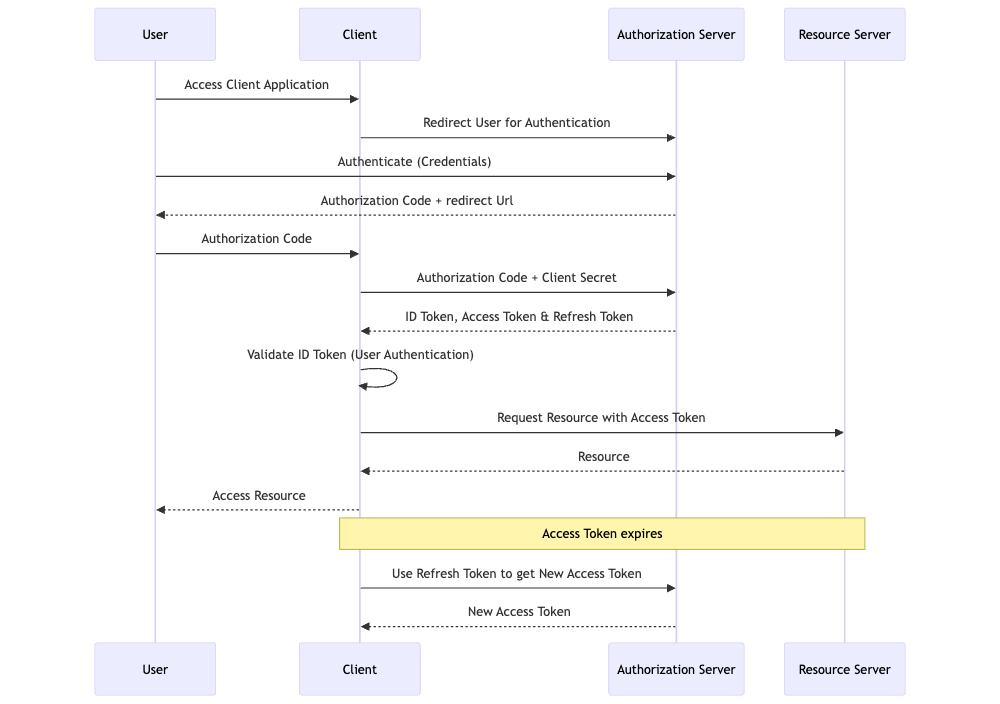 User
Client
Authorization Server
Resource Server
Access Client Application
Redirect User for Authentication
Authenticate (Credentials)
Authorization Code + redirect Url
Authorization Code
Authorization Code + Client Secret
ID Token, Access Token & Refresh Token
Validate ID Token (User Authentication)
Request Resource with Access Token
Resource
Access Resource
Access Token expires
Use Refresh Token to get New Access Token
New Access Token
User
Client
Authorization Server
Resource Server